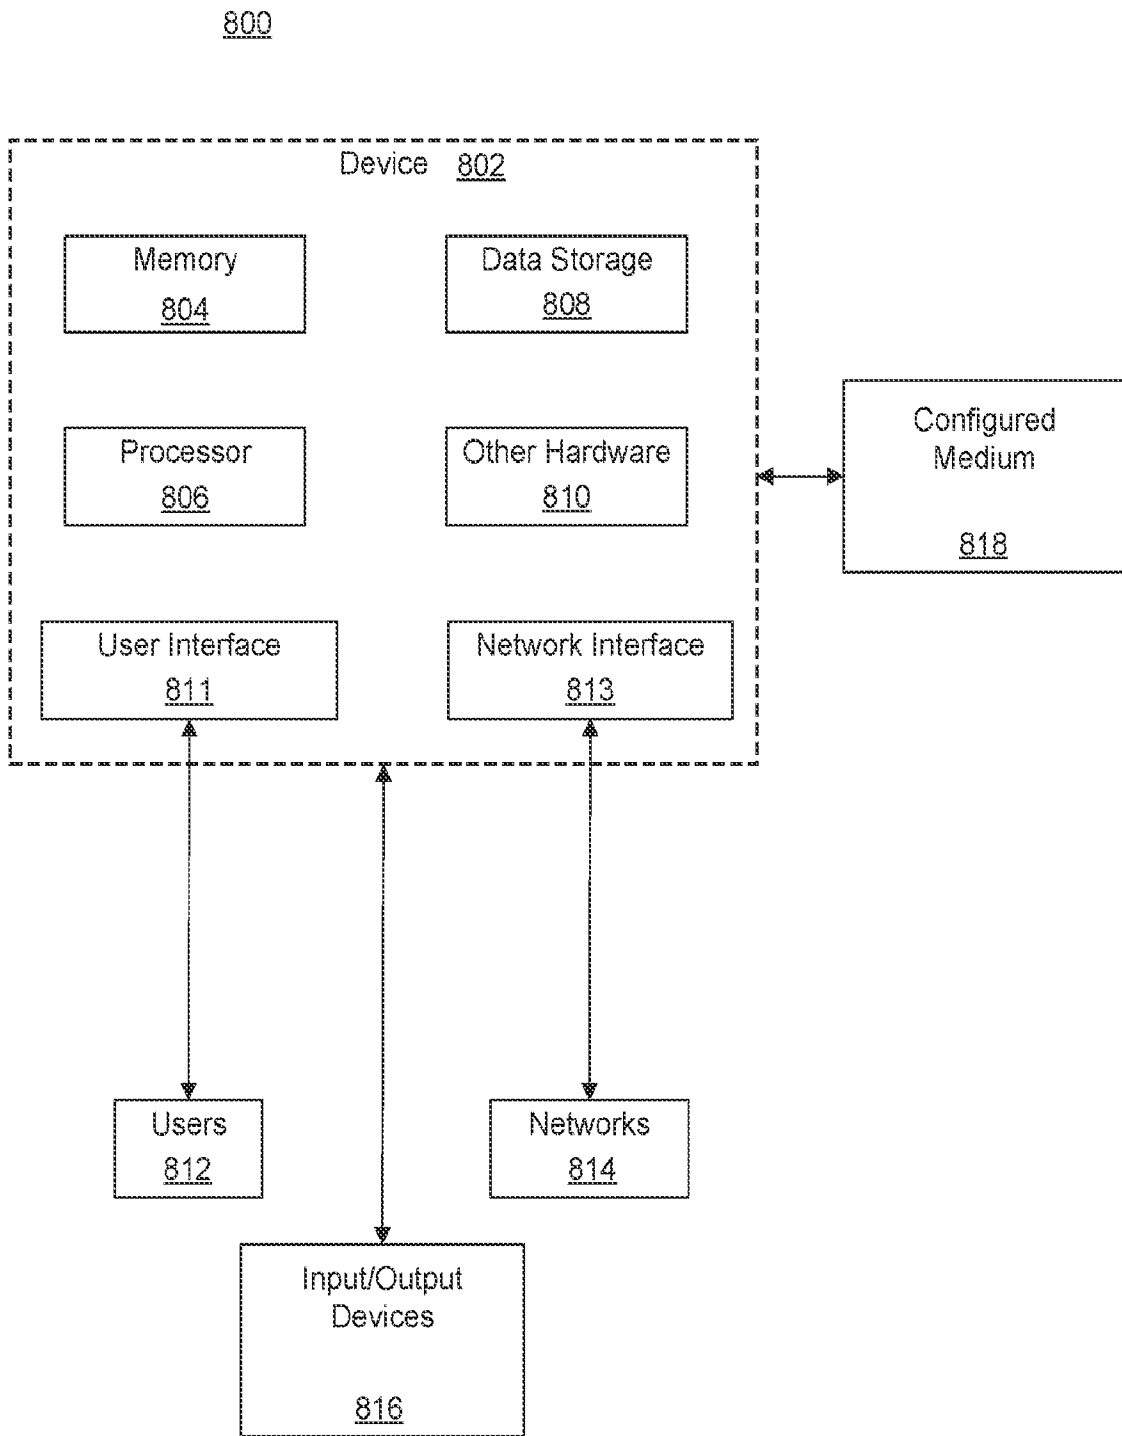 800
Device 802
Memory
804
Data Storage
808
Processor
806
Other Hardware
810
Configured
Medium
818
User Interface
811
Network Interface
813
Users
812
Networks
814
Input/Output
Devices
816